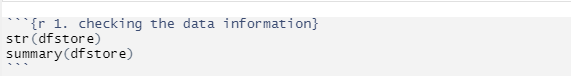 ```{r 1. checking the data information}
str(dfstore)
summary(dfstore)
```